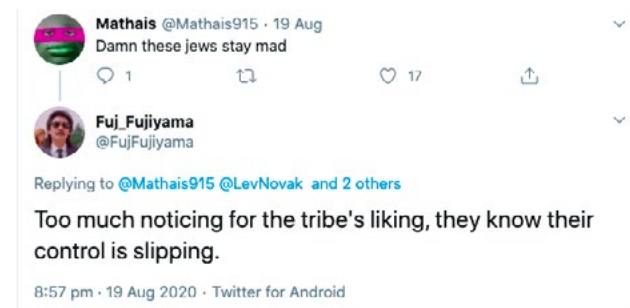 Mathais @Mathais915 · 19 Aug
Damn these jews stay mad
1 17
Fuj_Fujiyama
@FujFujiyama
Replying to @Mathais915 @LevNovak and 2 others
Too much noticing for the tribe's liking, they know their
control is slipping.
8:57 pm · 19 Aug 2020 · Twitter for Android